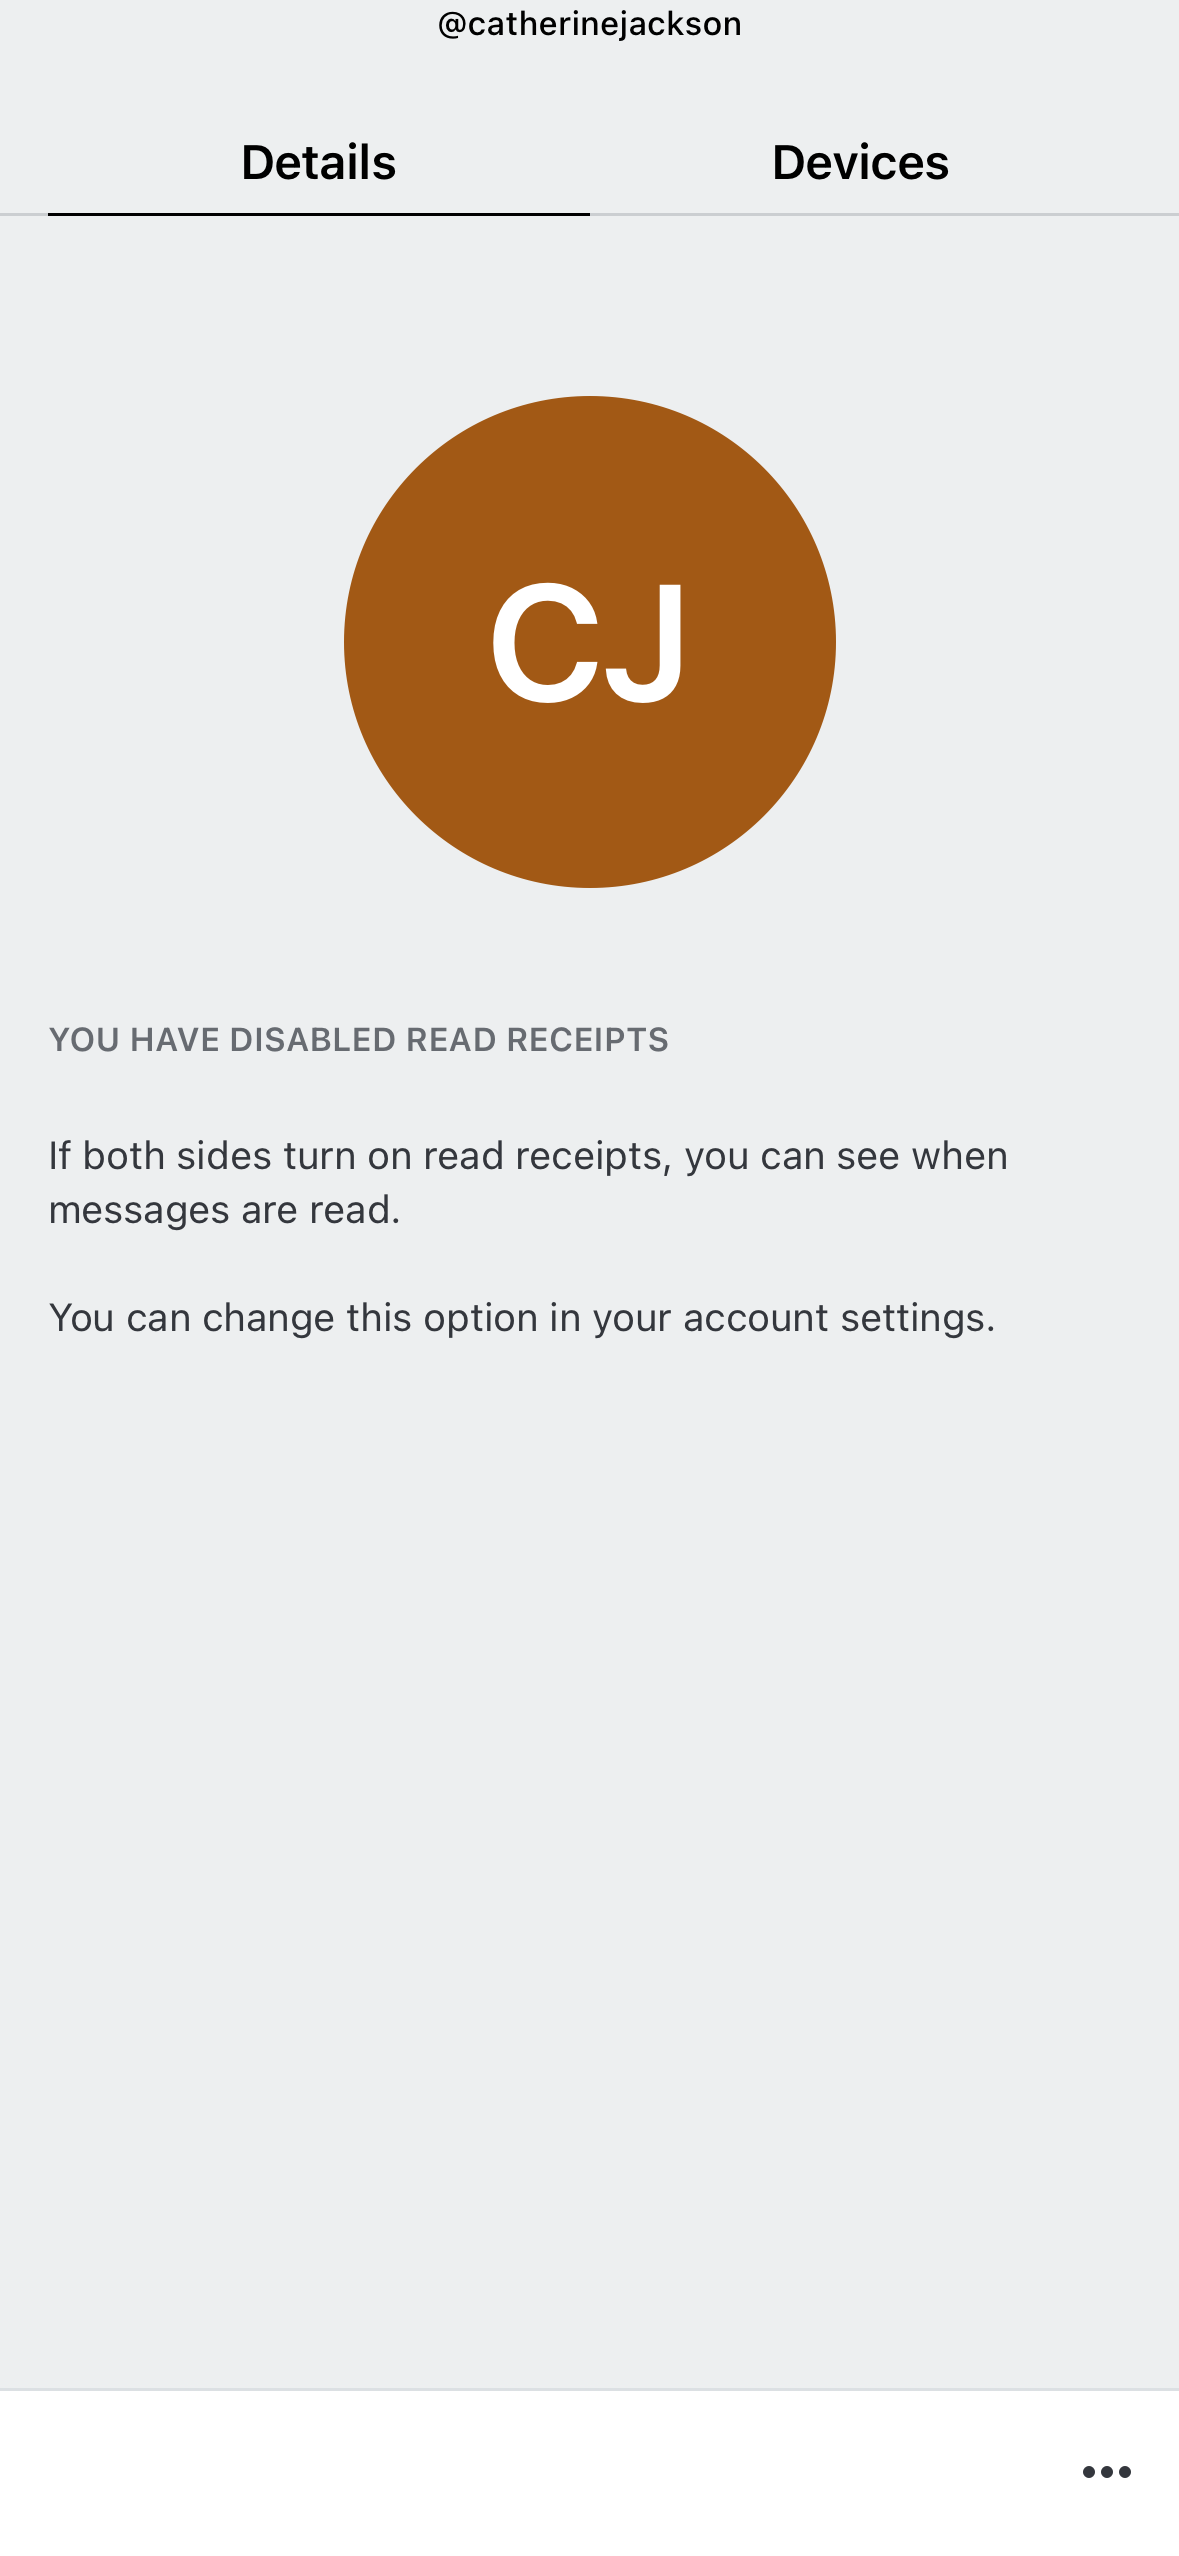 @catherinejackson
Details
Devices
CJ
YOU HAVE DISABLED READ RECEIPTS
If both sides turn on read receipts, you can see when
messages are read.
You can change this option in your account settings.